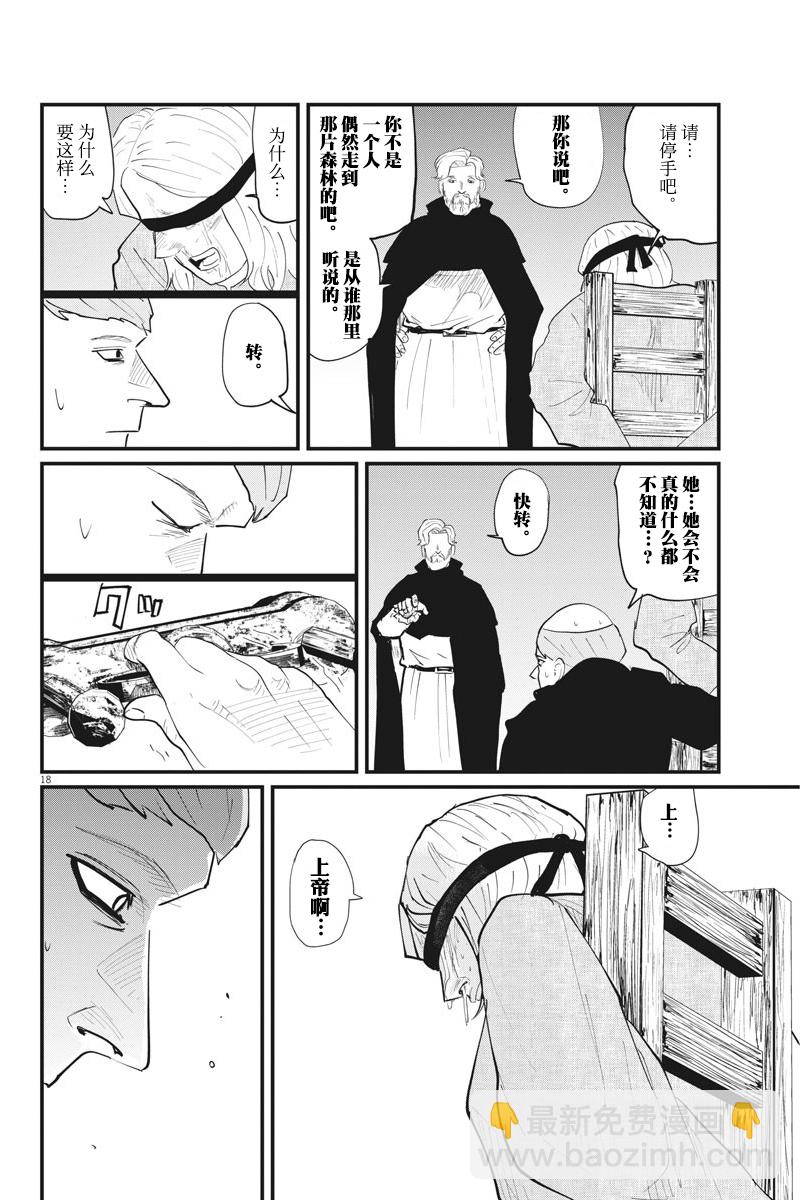 请…
请停手吧。
那你说吧。
你不是
一个人
偶然走到
那片森林的吧。
是从谁那里
听说的。
为什么…
为什么
要这样…
转。
她…她会不会
真的什么都
不知道…?
快转。
クッ
18
上…
上帝啊…
👇最新免费漫画👇
www.baozimh.com